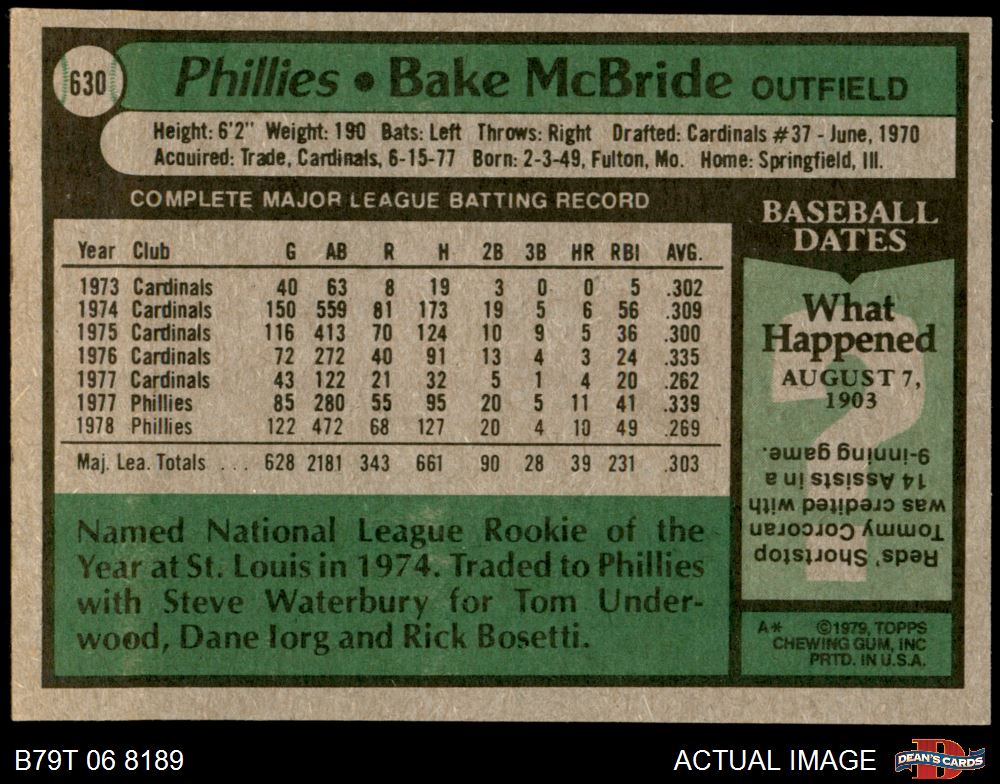 630
Phillies • Bake McBride OUTFIELD
Height: 6'2" Weight: 190 Bats: Left Throws: Right Drafted: Cardinals #37 - June, 1970
Acquired: Trade, Cardinals, 6-15-77 Born: 2-3-49, Fulton, Mo. Home: Springfield, Ill.
COMPLETE MAJOR LEAGUE BATTING RECORD
Year Club G AB R H 2B 3B HR RBI AVG.
1973 Cardinals 40 63 8 19 3 0 0 5 .302
1974 Cardinals 150 559 81 173 19 5 6 56 .309
1975 Cardinals 116 413 70 124 10 9 5 36 .300
1976 Cardinals 72 272 40 91 13 4 3 24 .335
1977 Cardinals 43 122 21 32 5 1 4 20 .262
1977 Phillies 85 280 55 95 20 5 11 41 .339
1978 Phillies 122 472 68 127 20 4 10 49 .269
Maj. Lea. Totals ... 628 2181 343 661 90 28 39 231 .303
Named National League Rookie of the
Year at St. Louis in 1974. Traded to Phillies
with Steve Waterbury for Tom Under-
wood, Dane Iorg and Rick Bosetti.
BASEBALL
DATES
What
Happened
AUGUST 7,
1903
?
Reds' Shortstop
Tommy Corcoran
was credited with
14 Assists in a
9-inning game.
A* ©1979, TOPPS
CHEWING GUM, INC
PRTD. IN U.S.A.
B79T 06 8189
ACTUAL IMAGE
D
DEAN'S CARDS